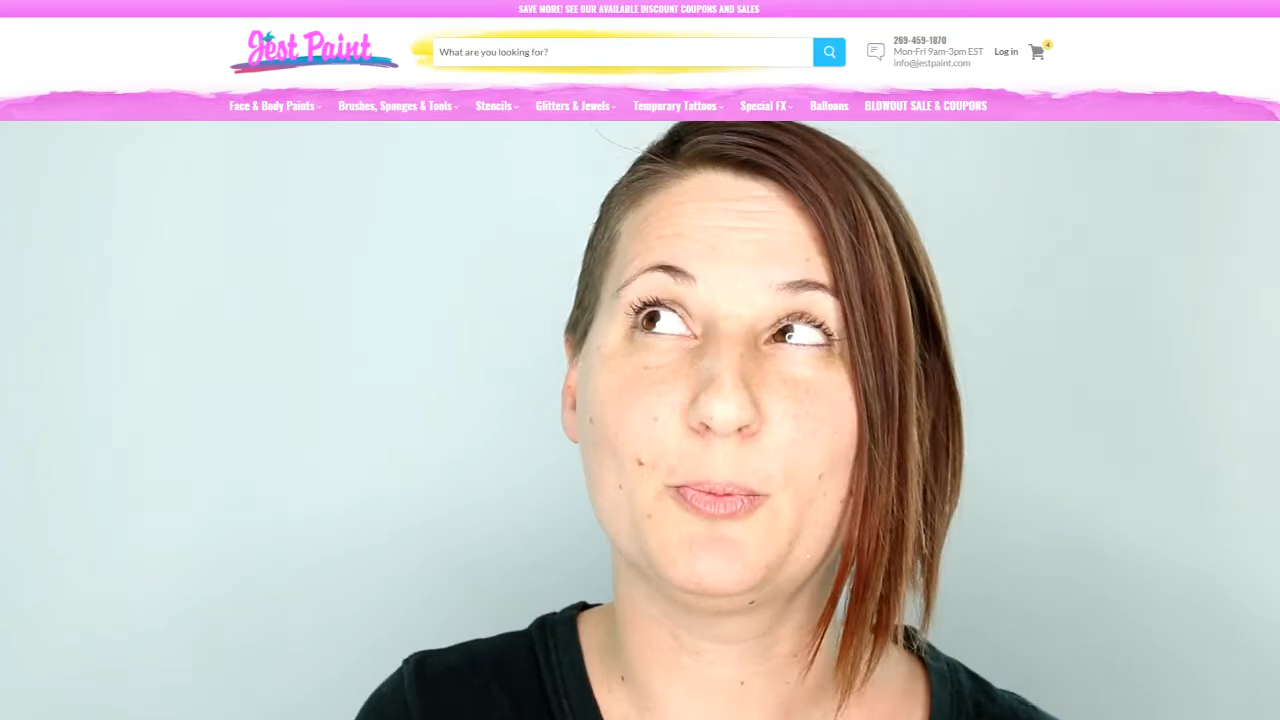 SAVE MORE! SEE OUR AVAILABLE DISCOUNT COUPONS AND SALES
Jest Paint
What are you looking for?
269-459-1870
Mon-Fri 9am-3pm EST
info@jestpaint.com
Log in
4
Face & Body Paints
Brushes, Sponges & Tools
Stencils
Glitters & Jewels
Temporary Tattoos
Special FX
Balloons
BLOWOUT SALE & COUPONS